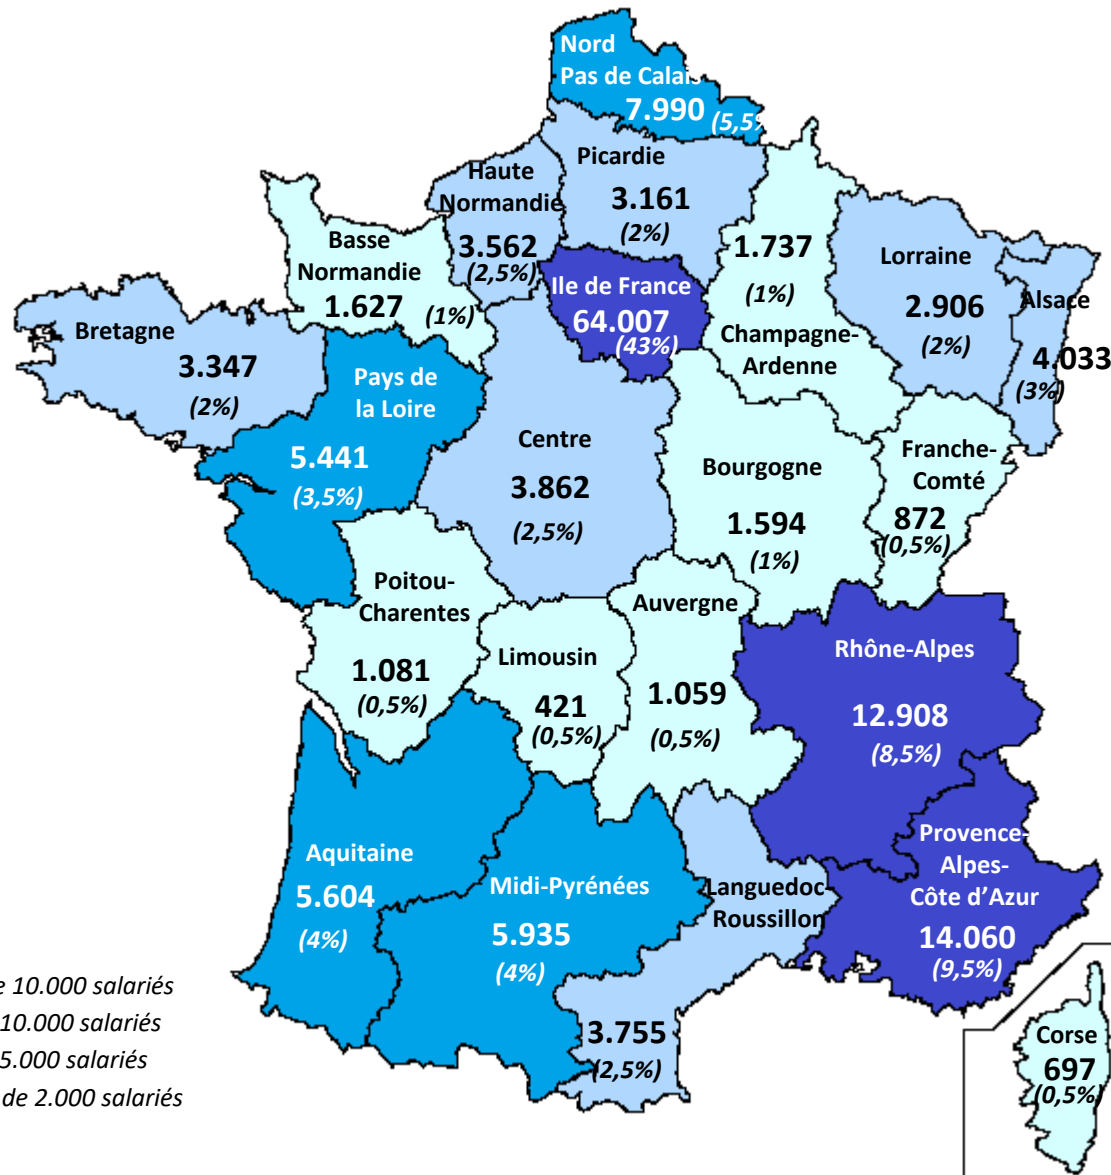 Nord
Pas de Calais
7.990 (5,5%
Picardie
3.161
(2%)
Haute
Normandie
3.562
(2,5%)
Basse
Normandie
1.627 (1%)
1.737
(1%)
Champagne-
Ardenne
Lorraine
2.906
(2%)
Alsace
4.033
(3%)
Ile de France
64.007
(43%)
Bretagne
3.347
(2%)
Pays de
la Loire
5.441
(3,5%)
Centre
3.862
(2,5%)
Bourgogne
1.594
(1%)
Franche-
Comté
872
(0,5%)
Poitou-
Charentes
1.081
(0,5%)
Limousin
421
(0,5%)
Auvergne
1.059
(0,5%)
Rhône-Alpes
12.908
(8,5%)
Aquitaine
5.604
(4%)
Midi-Pyrénées
5.935
(4%)
Languedoc-
Roussillon
3.755
(2,5%)
Provence-
Alpes-
Côte d’Azur
14.060
(9,5%)
Corse
697
(0,5%)
10.000 salariés
10.000 salariés
5.000 salariés
de 2.000 salariés